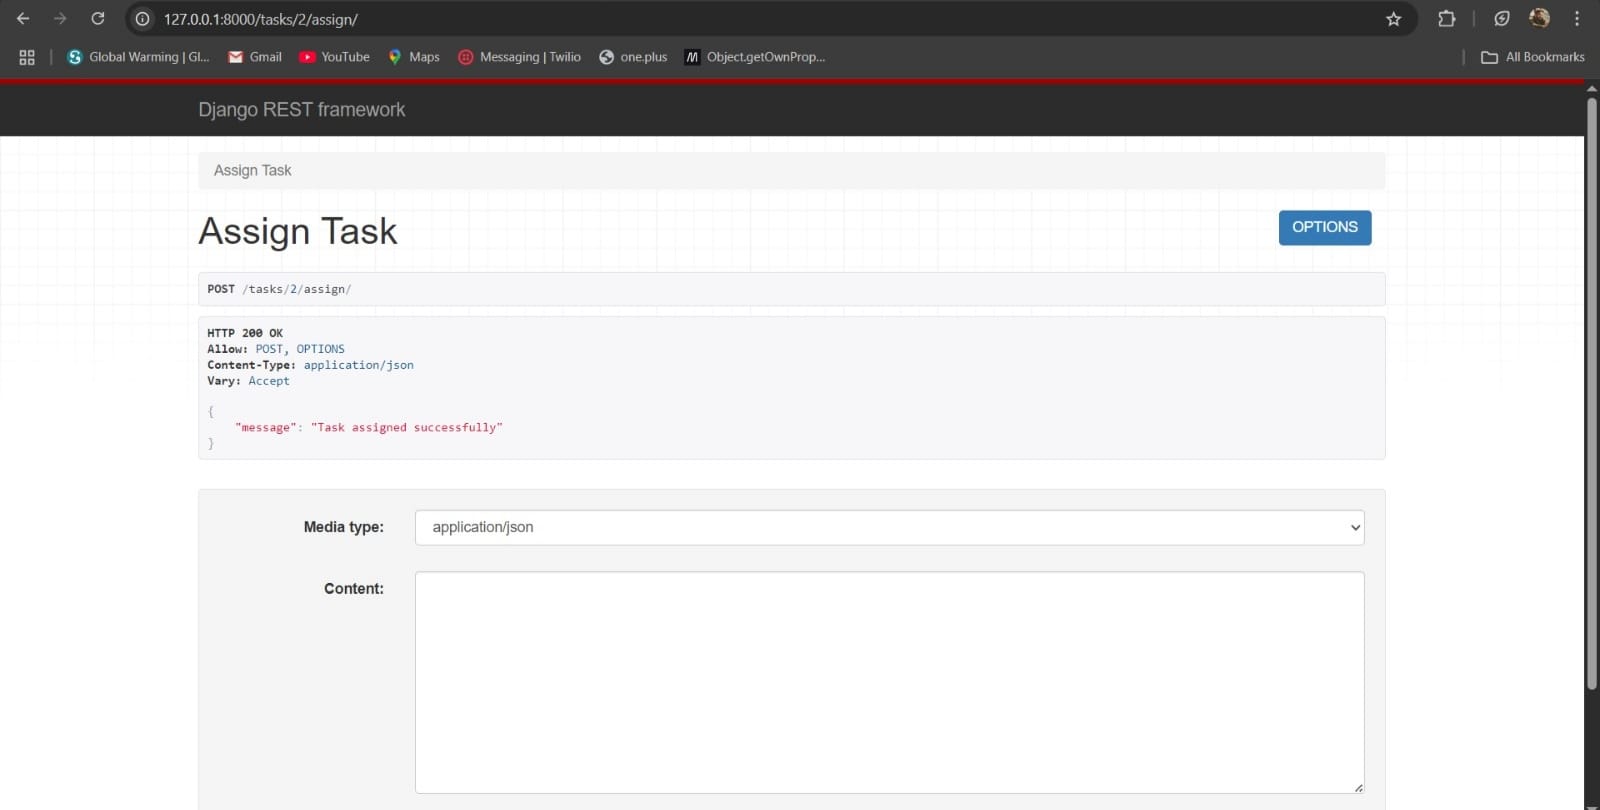 127.0.0.1:8000/tasks/2/assign/
Global Warming | Gl... Gmail YouTube Maps Messaging | Twilio one.plus Object.getOwnProp... All Bookmarks
Django REST framework
Assign Task
Assign Task
OPTIONS
POST /tasks/2/assign/
HTTP 200 OK
Allow: POST, OPTIONS
Content-Type: application/json
Vary: Accept
{
"message": "Task assigned successfully"
}
Media type: application/json
Content: